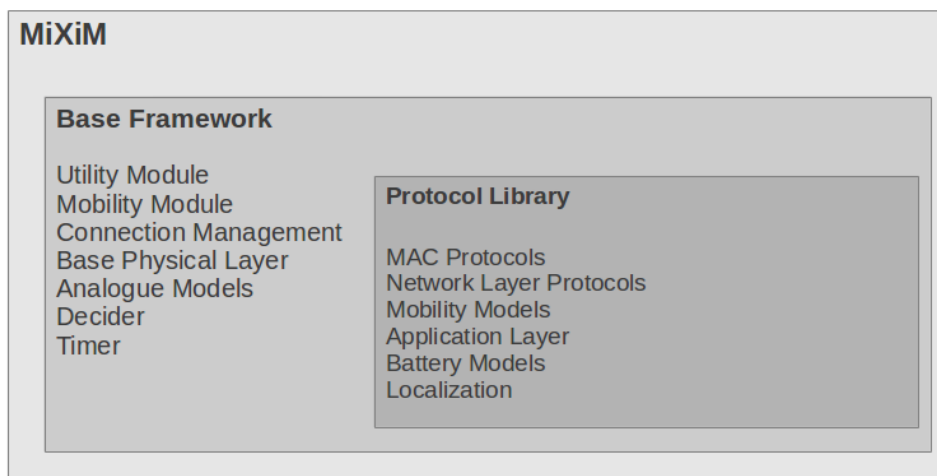 MiXiM
Base Framework
Utility Module
Mobility Module
Connection Management
Base Physical Layer
Analogue Models
Decider
Timer
Protocol Library
MAC Protocols
Network Layer Protocols
Mobility Models
Application Layer
Battery Models
Localization